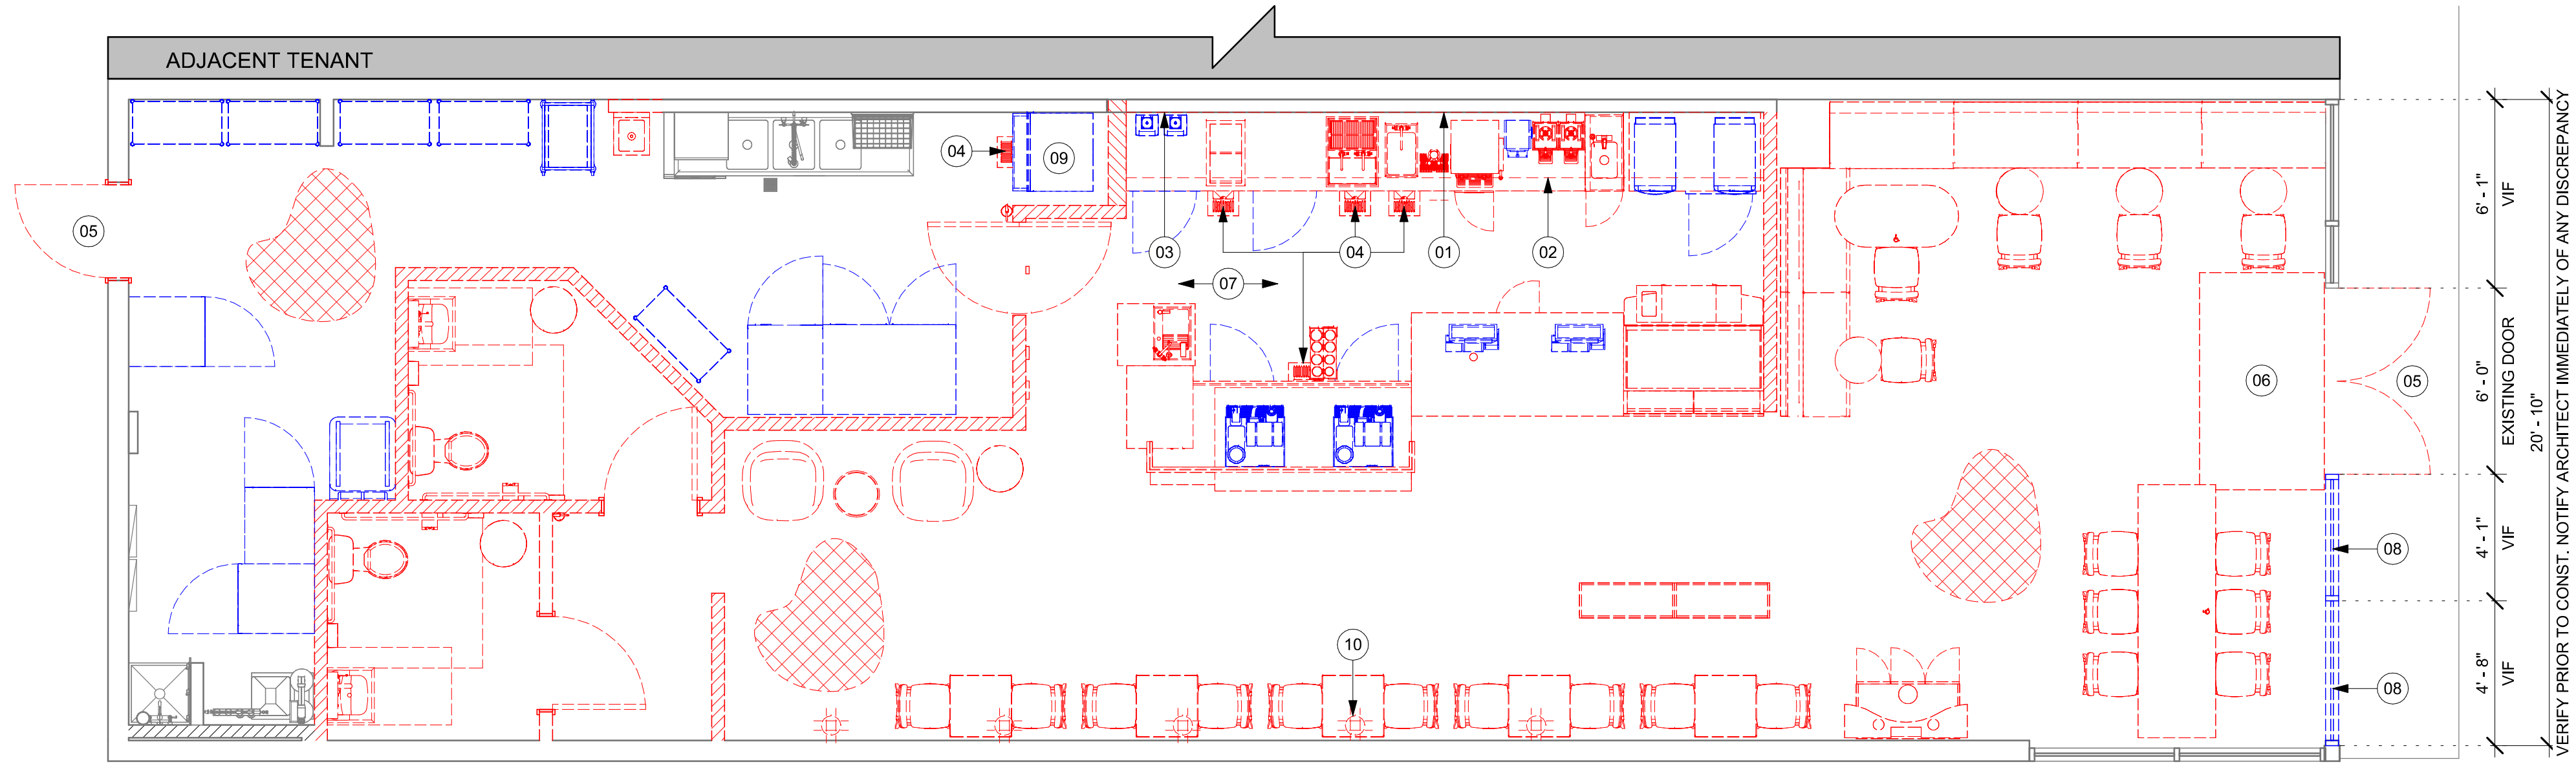 ADJACENT TENANT
04
09
05
03
04
01
02
07
06
05
08
10
08
6' - 1"
VIF
6' - 0"
EXISTING DOOR
4' - 1"
VIF
4' - 8"
VIF
20' - 10"
VERIFY PRIOR TO CONST. NOTIFY ARCHITECT IMMEDIATELY OF ANY DISCREPANCY